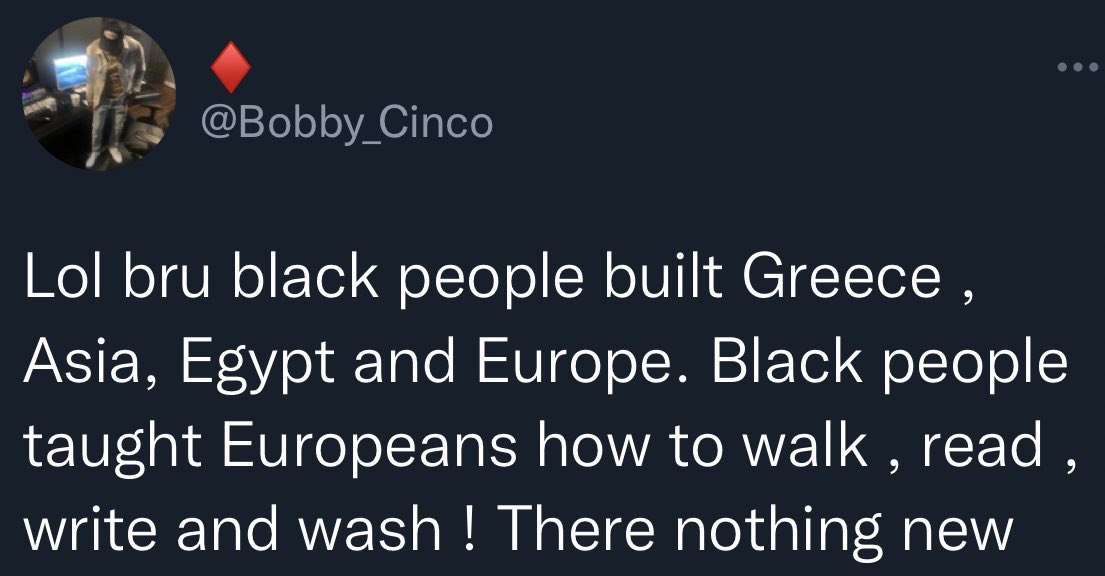 @Bobby_Cinco
Lol bru black people built Greece ,
Asia, Egypt and Europe. Black people
taught Europeans how to walk , read ,
write and wash ! There nothing new